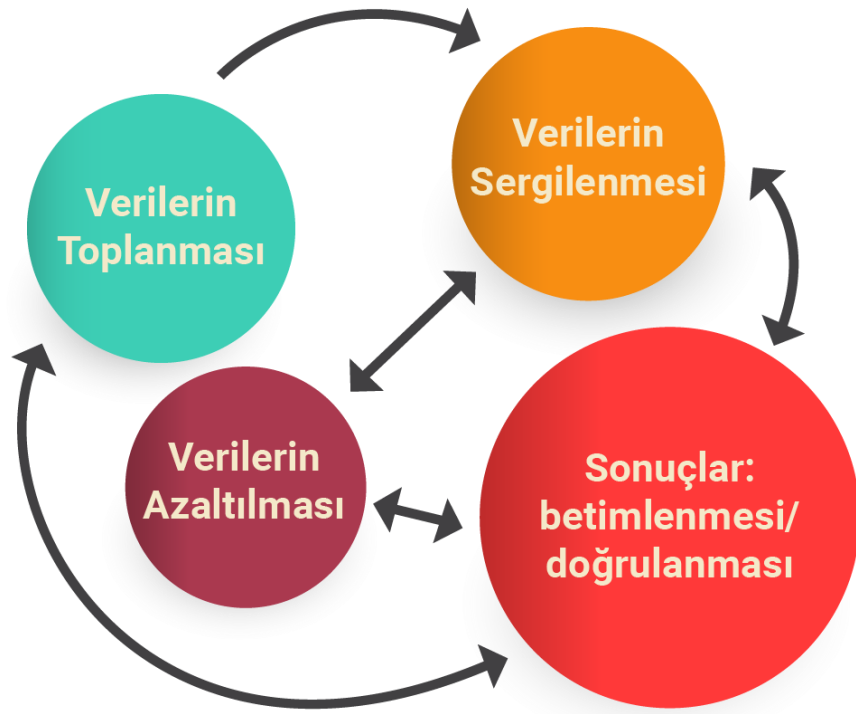 Verilerin
Toplanması
Verilerin
Sergilenmesi
Verilerin
Azaltılması
Sonuçlar:
betimlenmesi/
doğrulanması